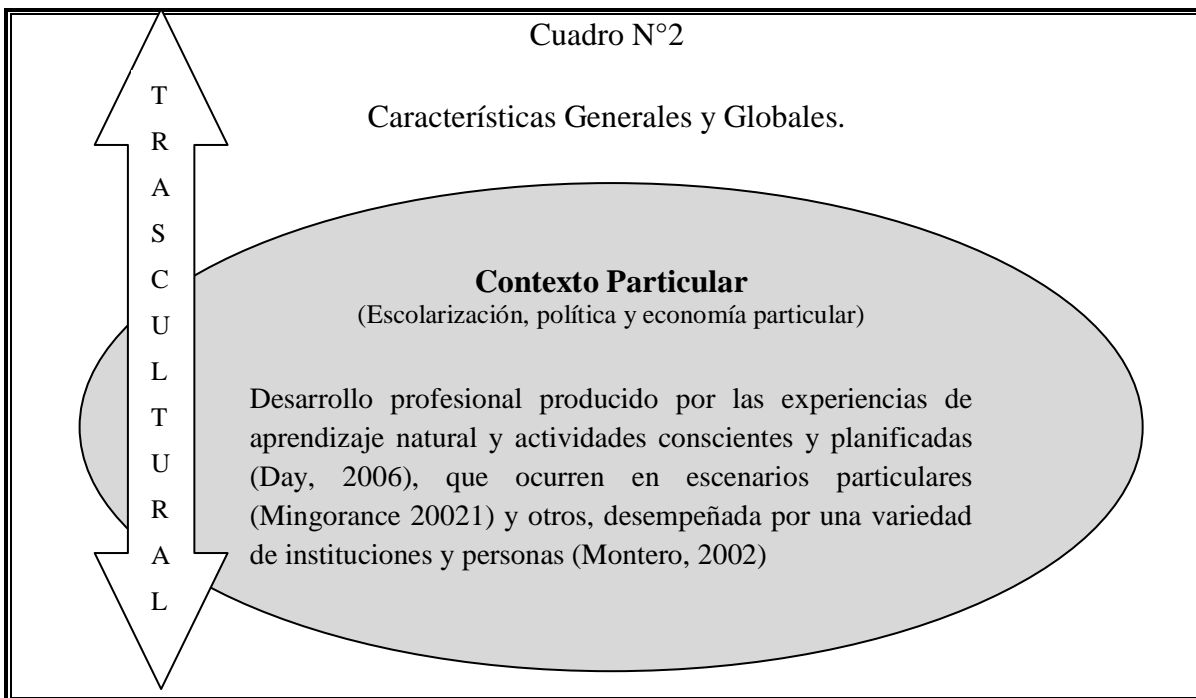 Cuadro N°2
Características Generales y Globales.
T
R
A
S
C
U
L
T
U
R
A
L
Contexto Particular
(Escolarización, política y economía particular)
Desarrollo profesional producido por las experiencias de
aprendizaje natural y actividades conscientes y planificadas
(Day, 2006), que ocurren en escenarios particulares
(Mingorance 20021) y otros, desempeñada por una variedad
de instituciones y personas (Montero, 2002)